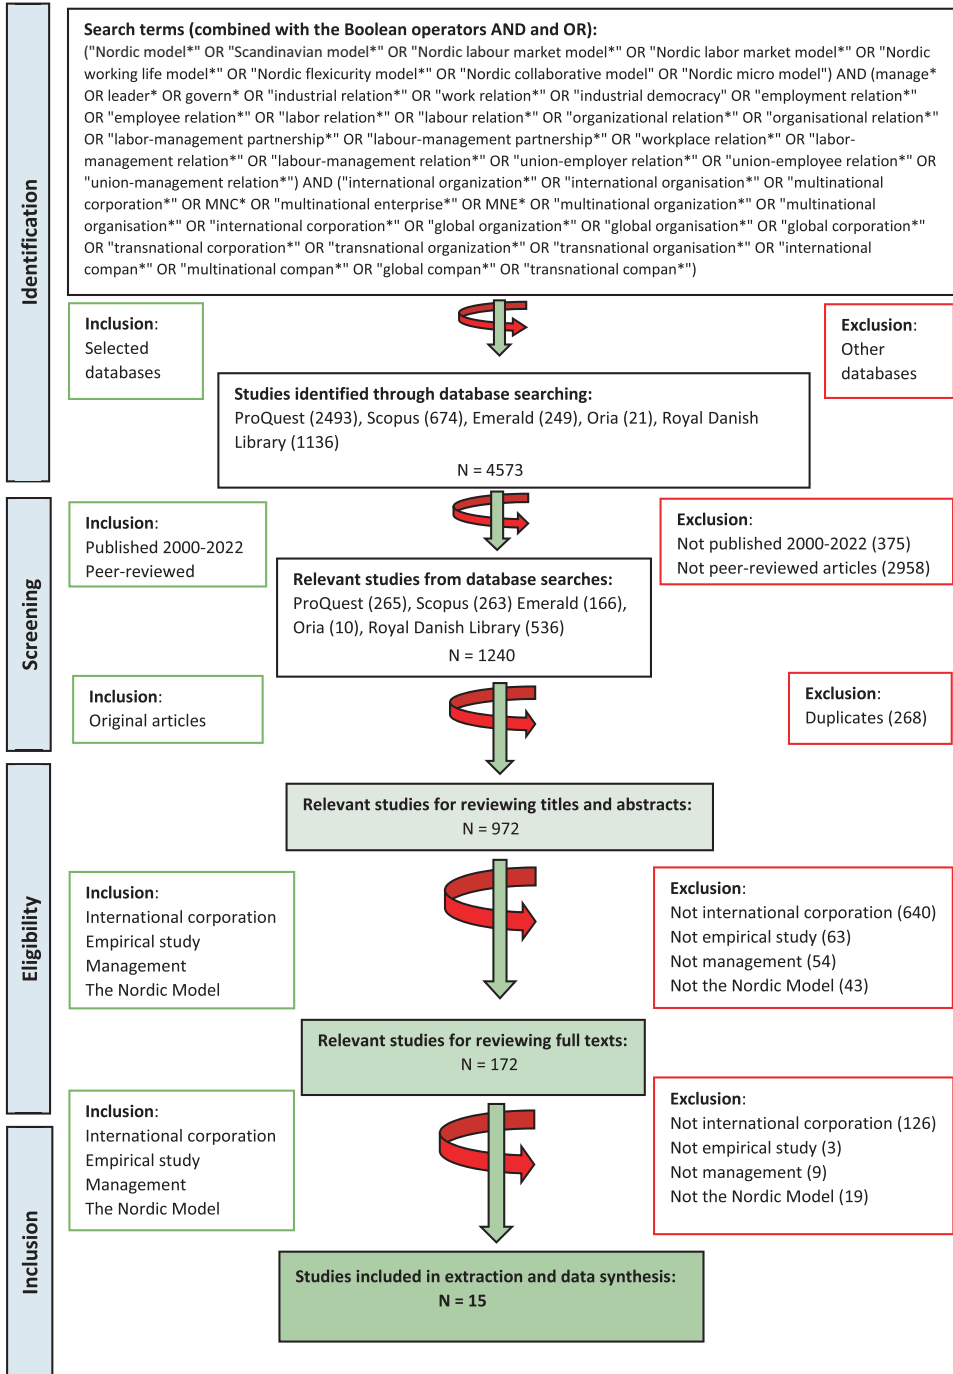 Search terms (combined with the Boolean operators AND and OR):
("Nordic model*" OR "Scandinavian model*" OR "Nordic labour market model*" OR "Nordic labor market model*" OR "Nordic
working life model*" OR "Nordic flexicurity model*" OR "Nordic collaborative model" OR "Nordic micro model") AND (manage*
OR leader* OR govern* OR "industrial relation*" OR "work relation*" OR "industrial democracy" OR "employment relation*"
OR "employee relation*" OR "labor relation*" OR "labour relation*" OR "organizational relation*" OR "organisational relation*"
OR "labor-management partnership*" OR "labour-management partnership*" OR "workplace relation*" OR "labor-
management relation*" OR "labour-management relation*" OR "union-employer relation*" OR "union-employee relation*" OR
"union-management relation*") AND ("international organization*" OR "international organisation*" OR "multinational
corporation*" OR MNC* OR "multinational enterprise*" OR MNE* OR "multinational organization*" OR "multinational
organisation*" OR "international corporation*" OR "global organization*" OR "global organisation*" OR "global corporation*"
OR "transnational corporation*" OR "transnational organization*" OR "transnational organisation*" OR "international
compan*" OR "multinational compan*" OR "global compan*" OR "transnational compan*")
Identification
Inclusion:
Selected
databases
Exclusion:
Other
databases
Studies identified through database searching:
ProQuest (2493), Scopus (674), Emerald (249), Oria (21), Royal Danish
Library (1136)
N = 4573
Screening
Inclusion:
Published 2000-2022
Peer-reviewed
Exclusion:
Not published 2000-2022 (375)
Not peer-reviewed articles (2958)
Relevant studies from database searches:
ProQuest (265), Scopus (263) Emerald (166),
Oria (10), Royal Danish Library (536)
N = 1240
Inclusion:
Original articles
Exclusion:
Duplicates (268)
Eligibility
Relevant studies for reviewing titles and abstracts:
N = 972
Inclusion:
International corporation
Empirical study
Management
The Nordic Model
Exclusion:
Not international corporation (640)
Not empirical study (63)
Not management (54)
Not the Nordic Model (43)
Relevant studies for reviewing full texts:
N = 172
Inclusion
Inclusion:
International corporation
Empirical study
Management
The Nordic Model
Exclusion:
Not international corporation (126)
Not empirical study (3)
Not management (9)
Not the Nordic Model (19)
Studies included in extraction and data synthesis:
N = 15